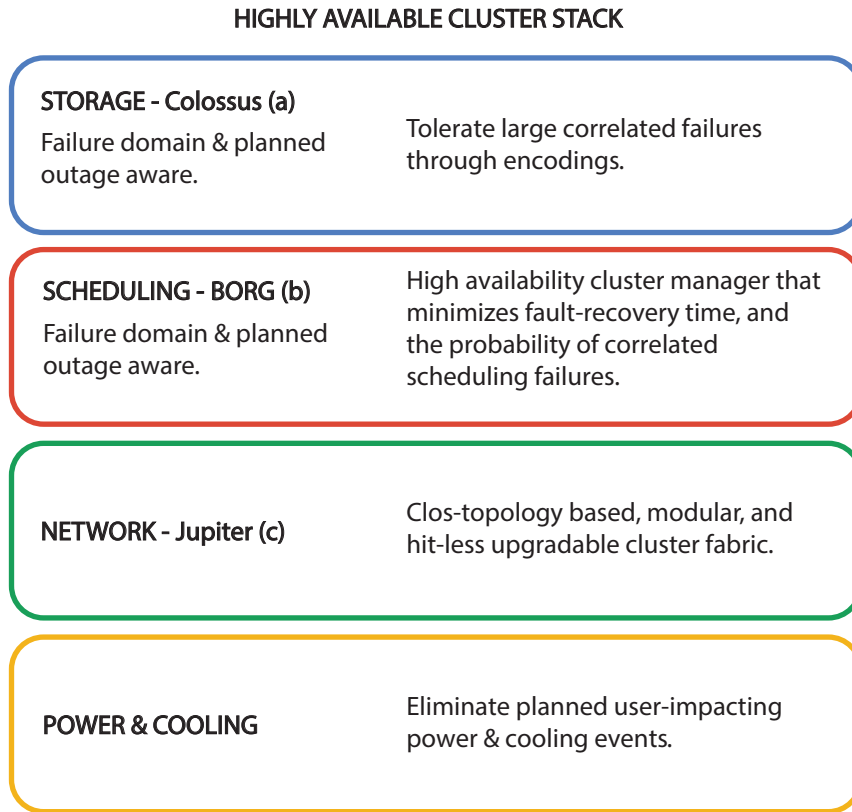 HIGHLY AVAILABLE CLUSTER STACK
STORAGE - Colossus (a)
Failure domain & planned
outage aware.
Tolerate large correlated failures
through encodings.
SCHEDULING - BORG (b)
Failure domain & planned
outage aware.
High availability cluster manager that
minimizes fault-recovery time, and
the probability of correlated
scheduling failures.
NETWORK - Jupiter (c)
Clos-topology based, modular, and
hit-less upgradable cluster fabric.
POWER & COOLING
Eliminate planned user-impacting
power & cooling events.